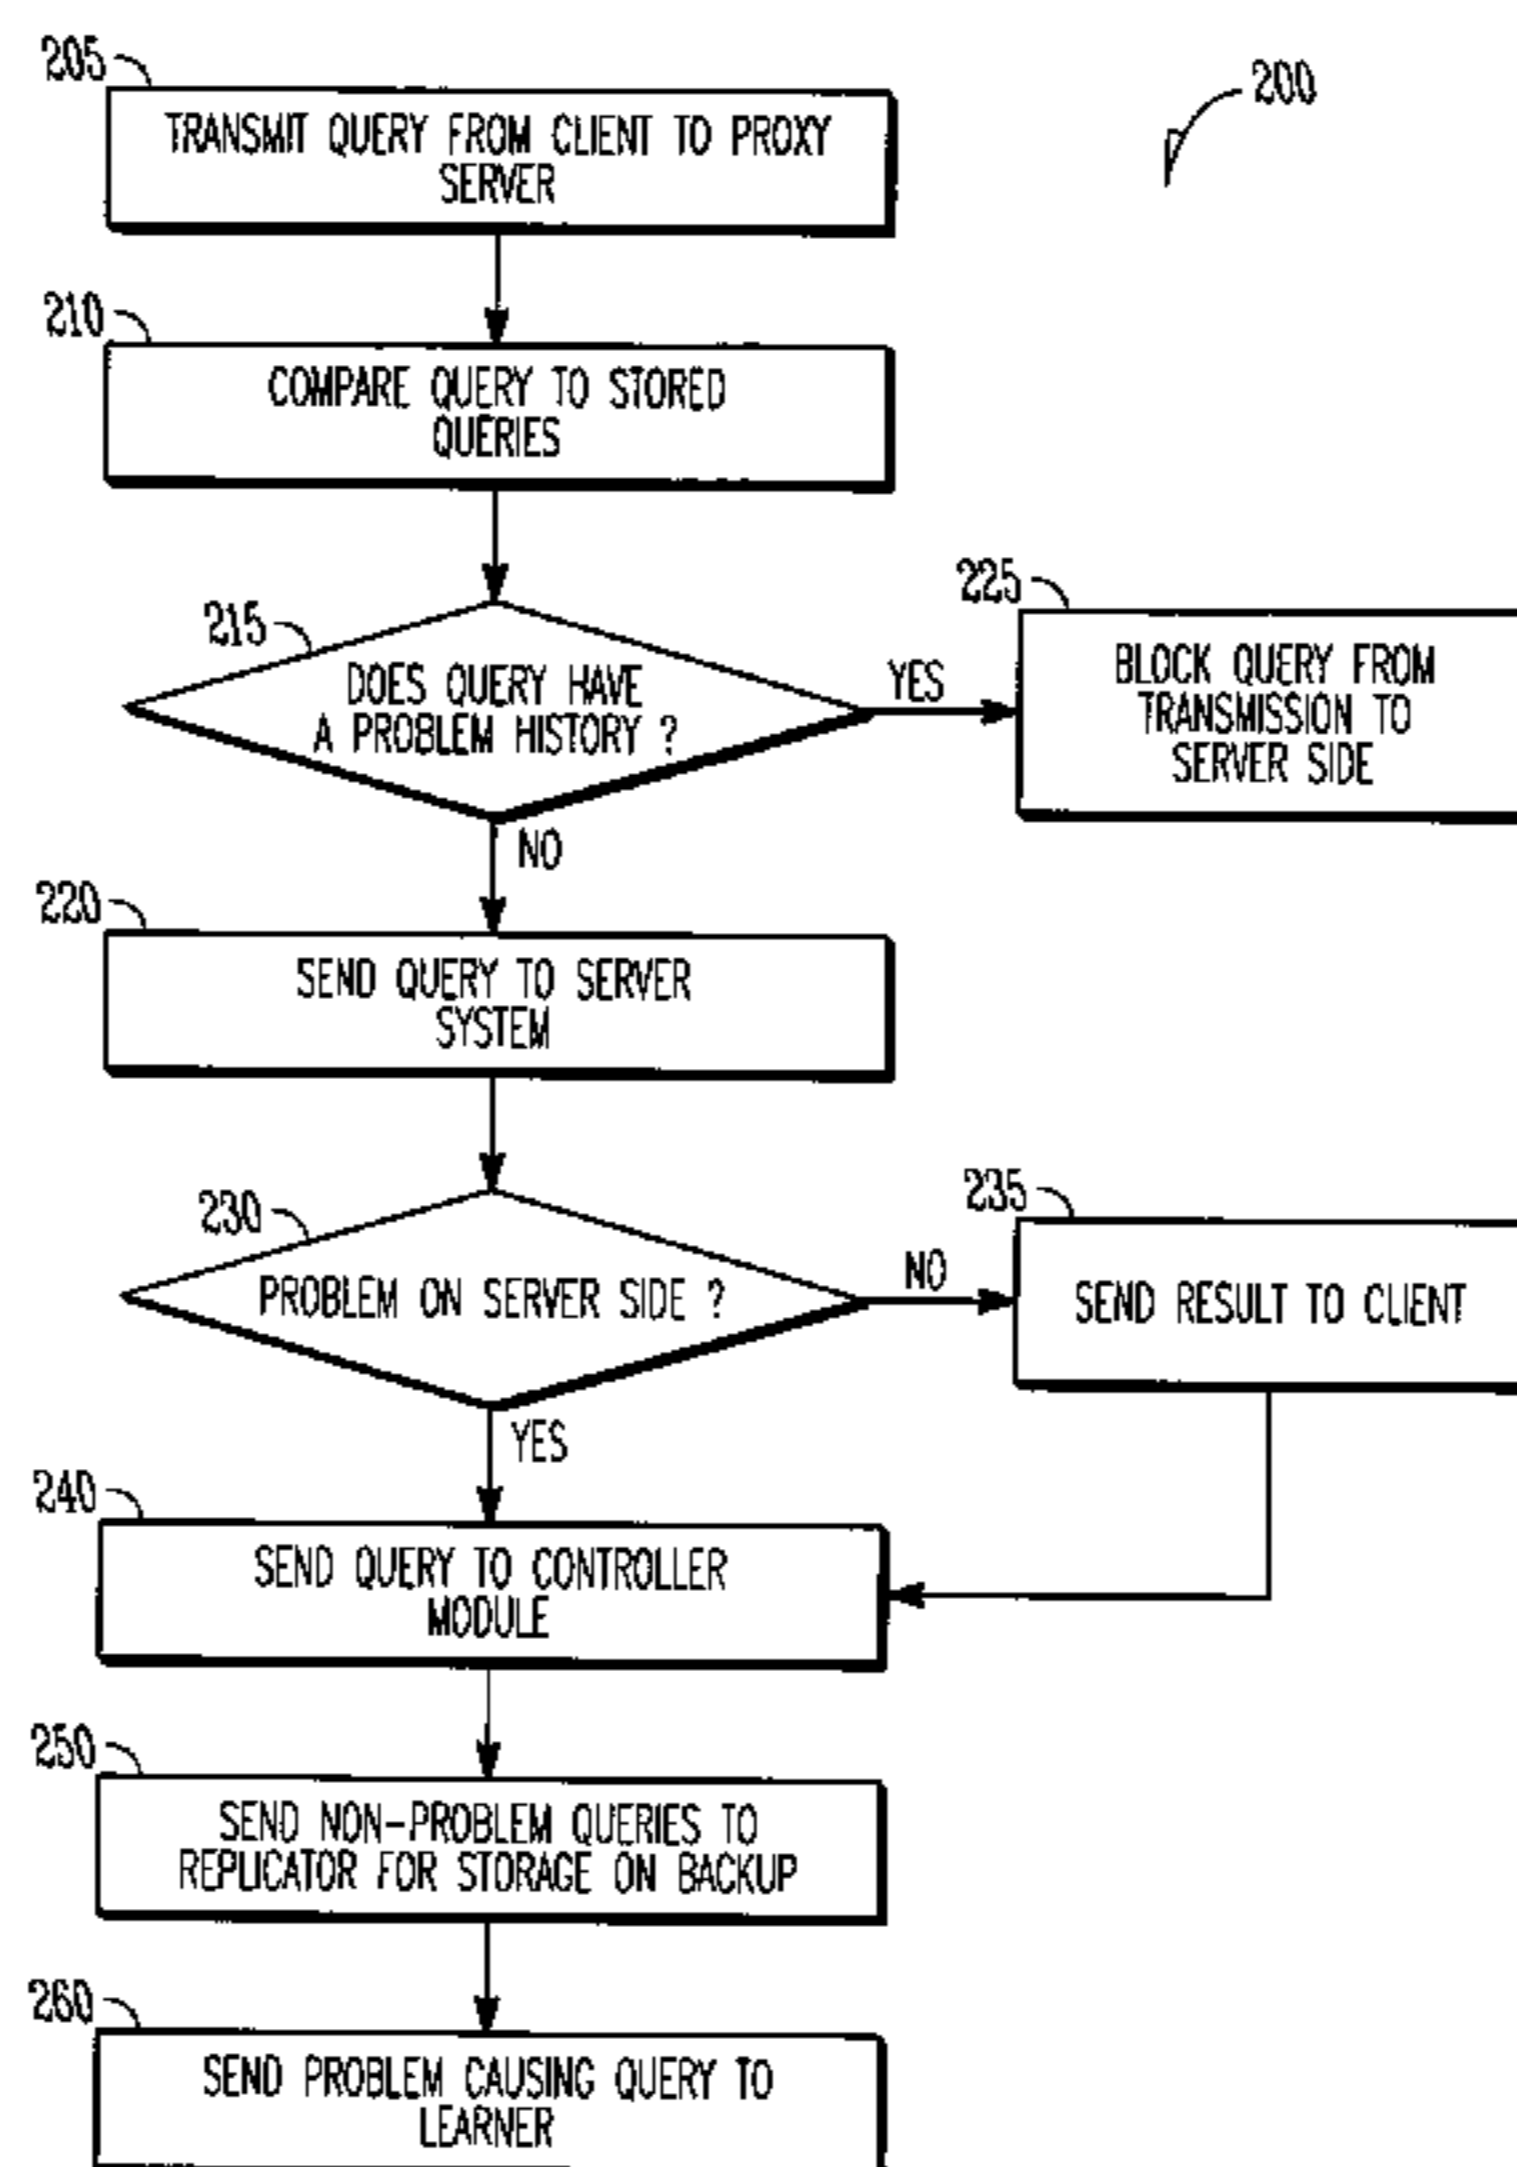 205
200
TRANSMIT QUERY FROM CLIENT TO PROXY
SERVER
210
COMPARE QUERY TO STORED
QUERIES
215
DOES QUERY HAVE
A PROBLEM HISTORY ?
YES
225
BLOCK QUERY FROM
TRANSMISSION TO
SERVER SIDE
NO
220
SEND QUERY TO SERVER
SYSTEM
230
PROBLEM ON SERVER SIDE ?
NO
235
SEND RESULT TO CLIENT
YES
240
SEND QUERY TO CONTROLLER
MODULE
250
SEND NON-PROBLEM QUERIES TO
REPLICATOR FOR STORAGE ON BACKUP
260
SEND PROBLEM CAUSING QUERY TO
LEARNER